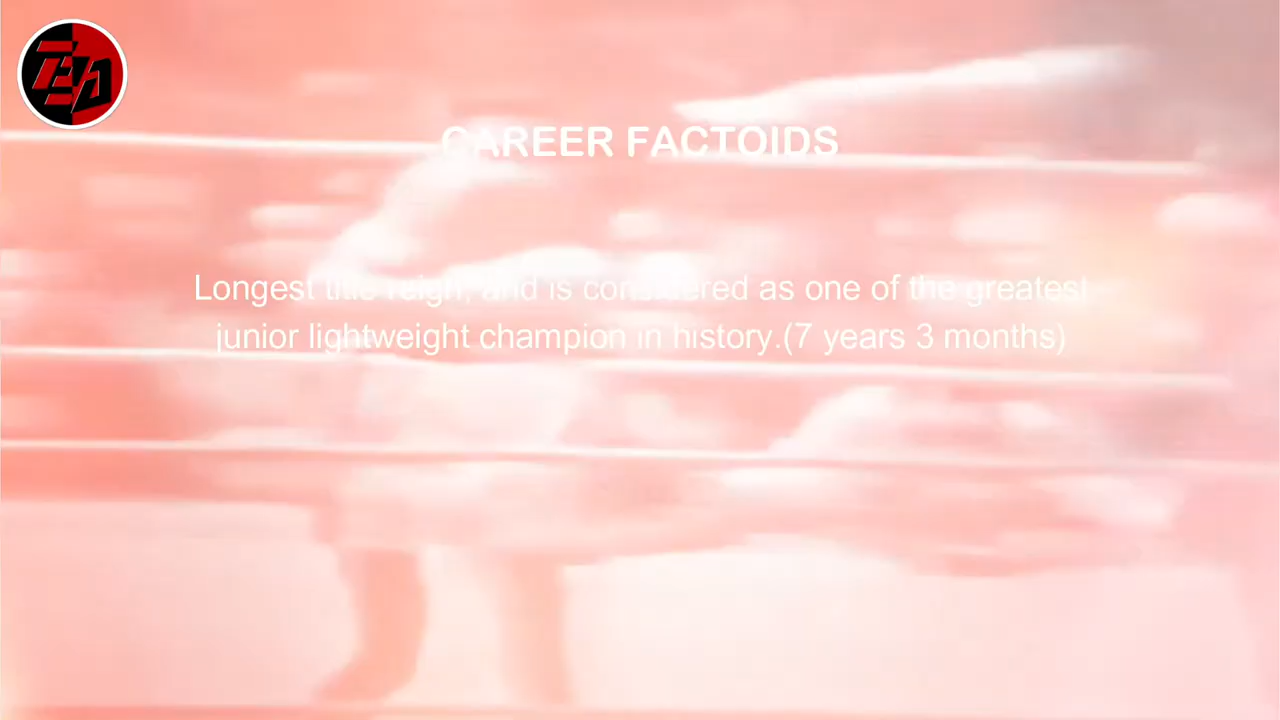 CAREER FACTOIDS
Longest title reign, and is considered as one of the greatest
junior lightweight champion in history.(7 years 3 months)